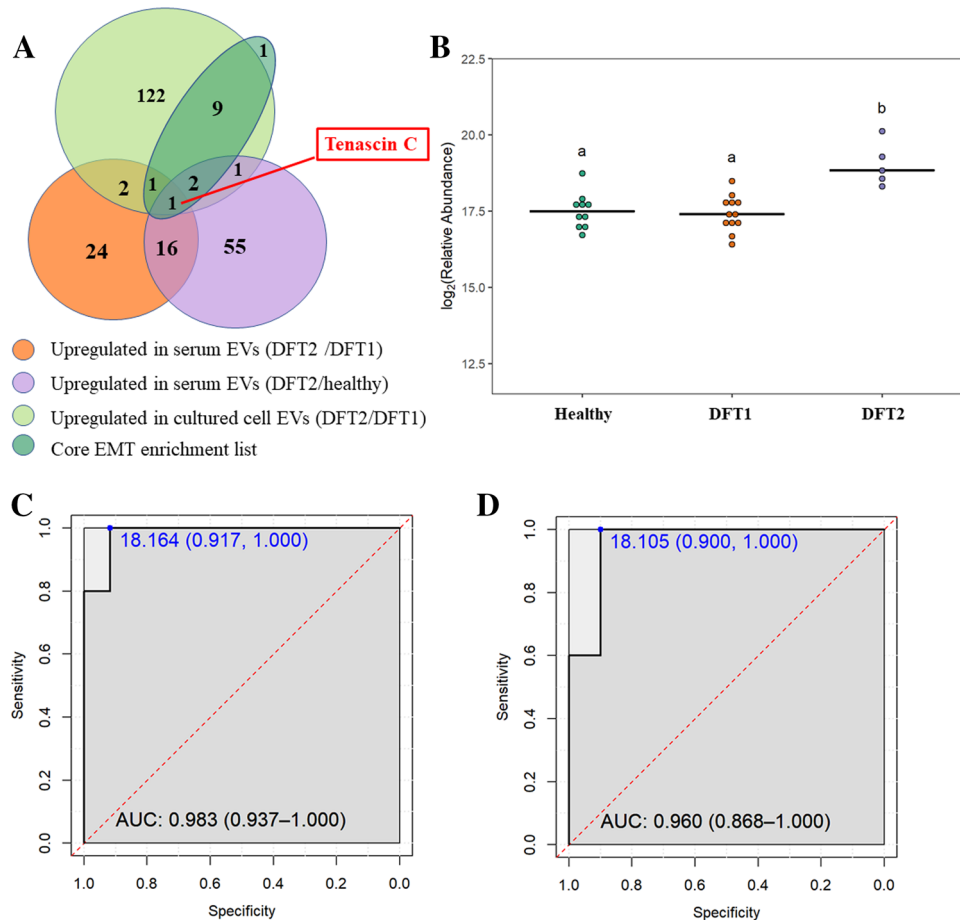 A
1
122
9
Tenascin C
1
2
1
2
1
24
16
55
Upregulated in serum EVs (DFT2 /DFT1)
Upregulated in serum EVs (DFT2/healthy)
Upregulated in cultured cell EVs (DFT2/DFT1)
Core EMT enrichment list
B
22.5
20.0
17.5
15.0
12.5
log2(Relative Abundance)
a
a
b
Healthy
DFT1
DFT2
C
1.0
0.8
0.6
0.4
0.2
0.0
Sensitivity
18.164 (0.917, 1.000)
AUC: 0.983 (0.937–1.000)
1.0
0.8
0.6
0.4
0.2
0.0
Specificity
D
1.0
0.8
0.6
0.4
0.2
0.0
Sensitivity
18.105 (0.900, 1.000)
AUC: 0.960 (0.868–1.000)
1.0
0.8
0.6
0.4
0.2
0.0
Specificity